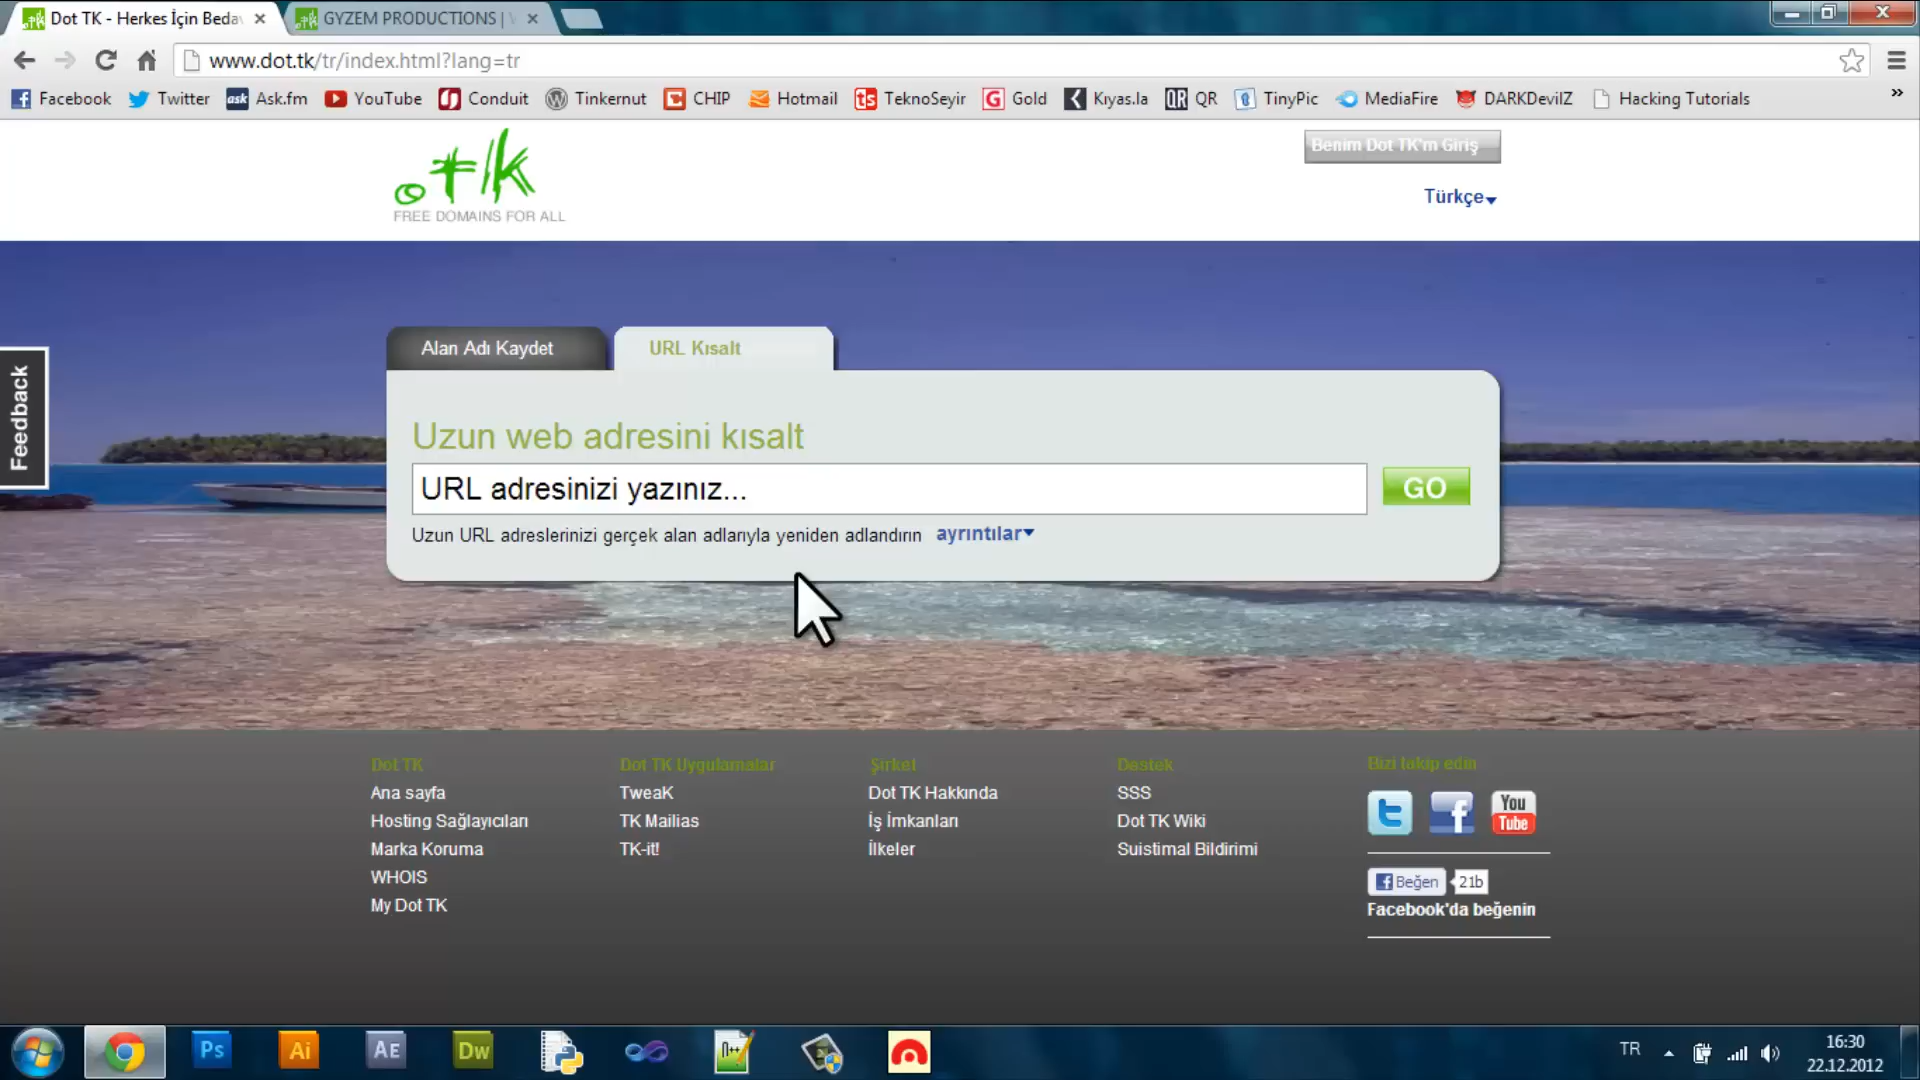 Dot TK - Herkes İçin Beda
GYZEM PRODUCTIONS |
www.dot.tk/tr/index.html?lang=tr
Facebook Twitter ask Ask.fm YouTube Conduit Tinkernut CHIP Hotmail ts TeknoSeyir G Gold Kıyas.la QR QR TinyPic MediaFire DARKDevilZ Hacking Tutorials »
.tk
FREE DOMAINS FOR ALL
Benim Dot TK'm Giriş
Türkçe
Feedback
Alan Adı Kaydet
URL Kısalt
Uzun web adresini kısalt
URL adresinizi yazınız...
GO
Uzun URL adreslerinizi gerçek alan adlarıyla yeniden adlandırın ayrıntılar
Dot TK
Ana sayfa
Hosting Sağlayıcıları
Marka Koruma
WHOIS
My Dot TK
Dot TK Uygulamalar
TweaK
TK Mailias
TK-it!
Şirket
Dot TK Hakkında
İş İmkanları
İlkeler
Destek
SSS
Dot TK Wiki
Suistimal Bildirimi
Bizi takip edin
You
Tube
Beğen 21b
Facebook'da beğenin
Ps Ai AE Dw n++
TR
16:30
22.12.2012